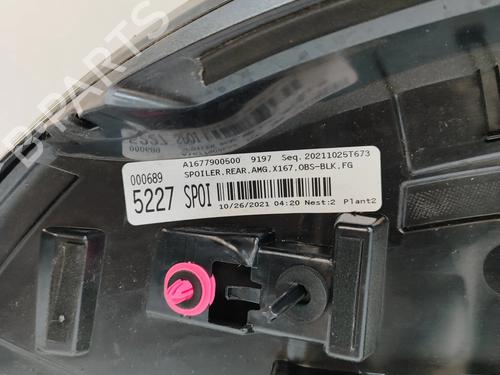 B PARTS
A1677900500 9197 Seq.20211025T673
000689 SPOILER,REAR,AMG,X167,OBS-BLK,FG
5227 SPOI
10/26/2021 04:20 Nest:2 Plant2